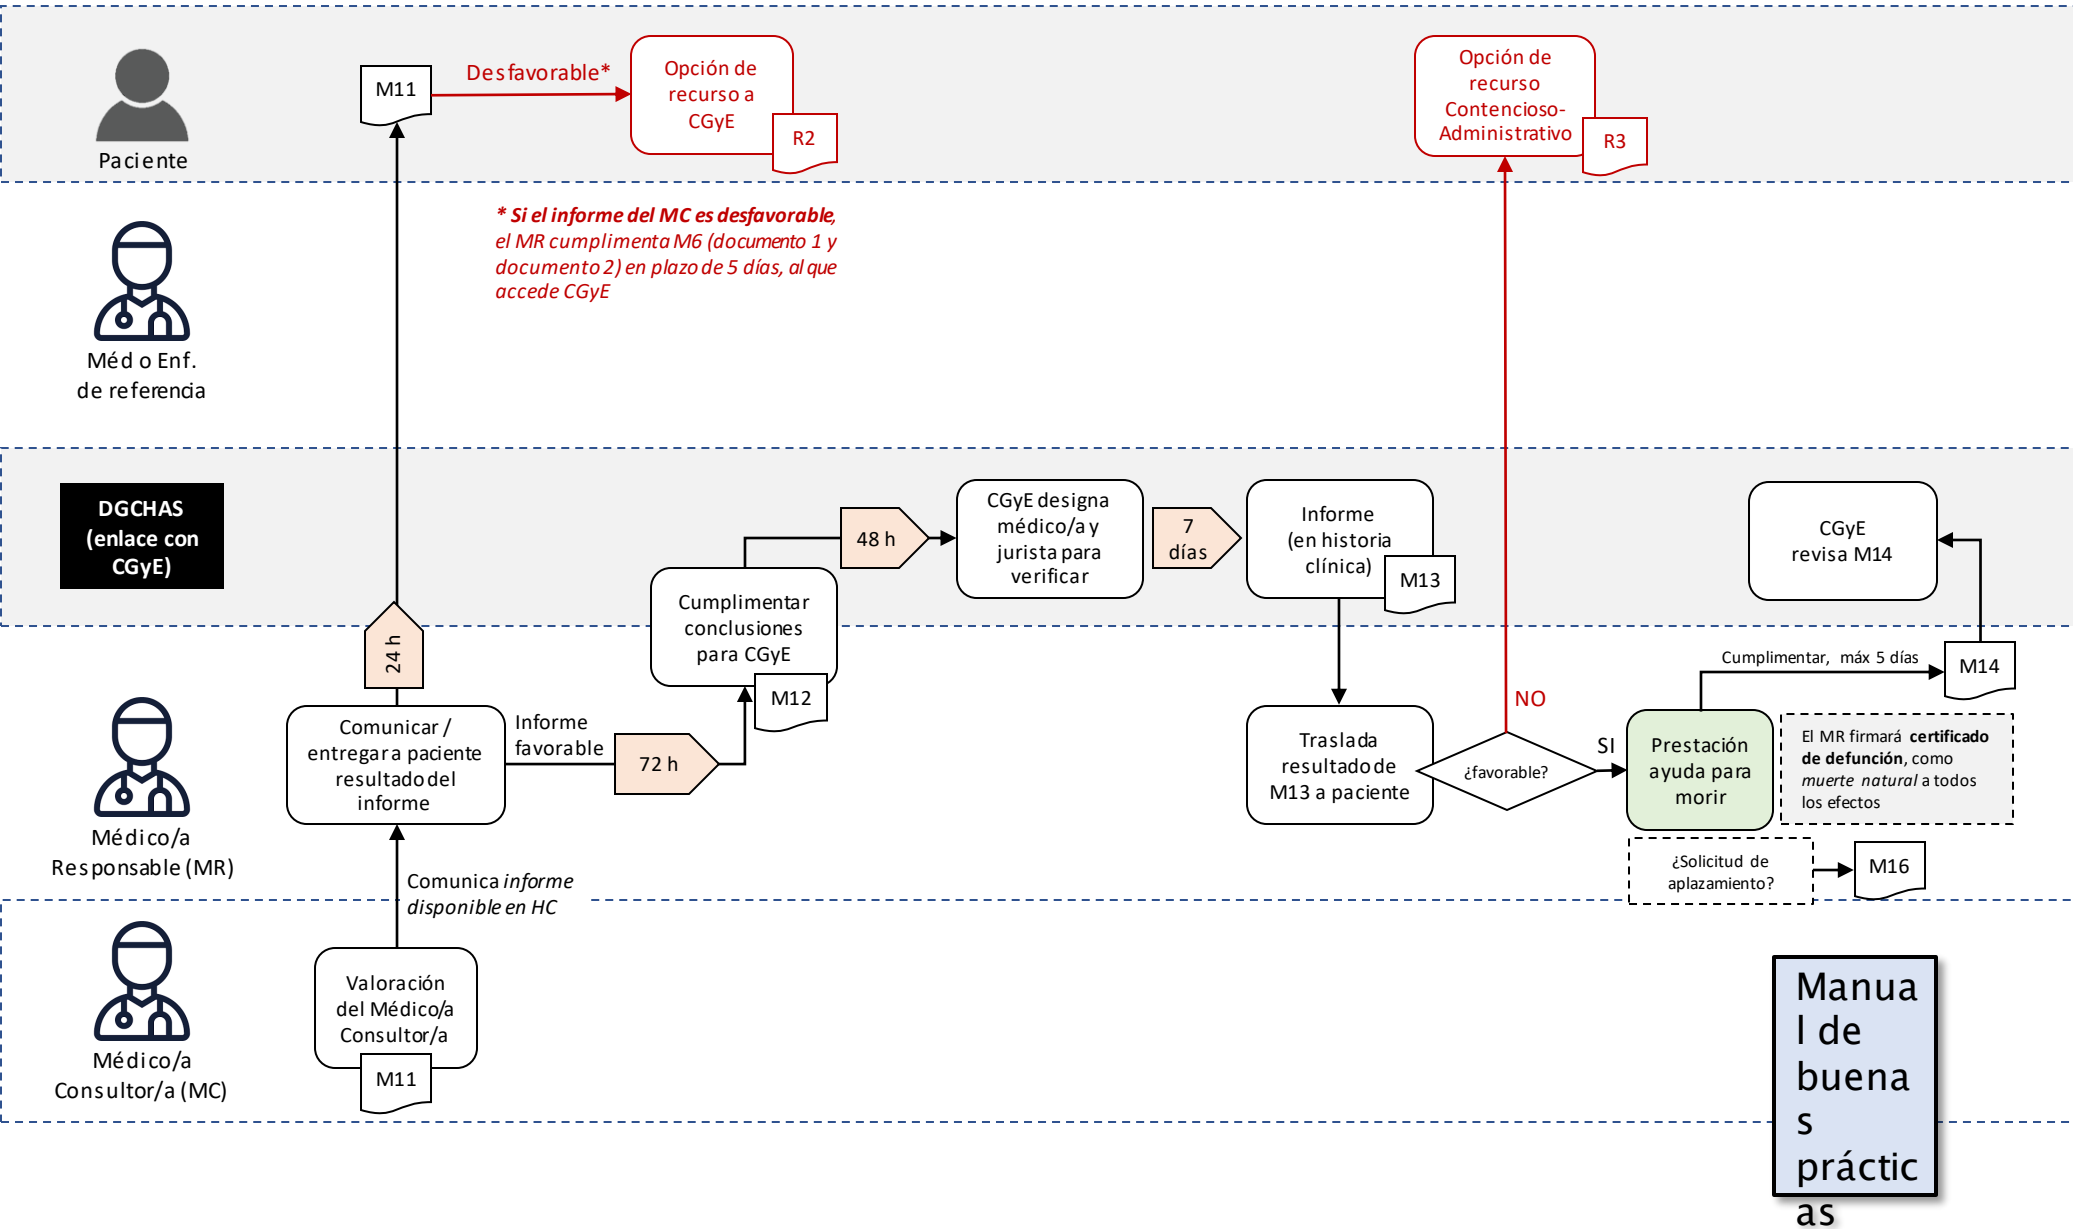 Paciente
M11
Desfavorable*
Opción de
recurso a
CGyE
R2
Opción de
recurso
Contencioso-
Administrativo
R3
* Si el informe del MC es desfavorable,
el MR cumplimenta M6 (documento 1 y
documento 2) en plazo de 5 días, al que
accede CGyE
Méd o Enf.
de referencia
DGCHAS
(enlace con
CGyE)
24 h
Cumplimentar
conclusiones
para CGyE
M12
48 h
CGyE designa
médico/a y
jurista para
verificar
7
días
Informe
(en historia
clínica)
M13
CGyE
revisa M14
Médico/a
Responsable (MR)
Comunicar /
entregar a paciente
resultado del
informe
Informe
favorable
72 h
Traslada
resultado de
M13 a paciente
¿favorable?
NO
SI
Prestación
ayuda para
morir
Cumplimentar, máx 5 días
M14
El MR firmará certificado
de defunción, como
muerte natural a todos
los efectos
¿Solicitud de
aplazamiento?
M16
Comunica informe
disponible en HC
Médico/a
Consultor/a (MC)
Valoración
del Médico/a
Consultor/a
M11
Manua
l de
buena
s
práctic
as